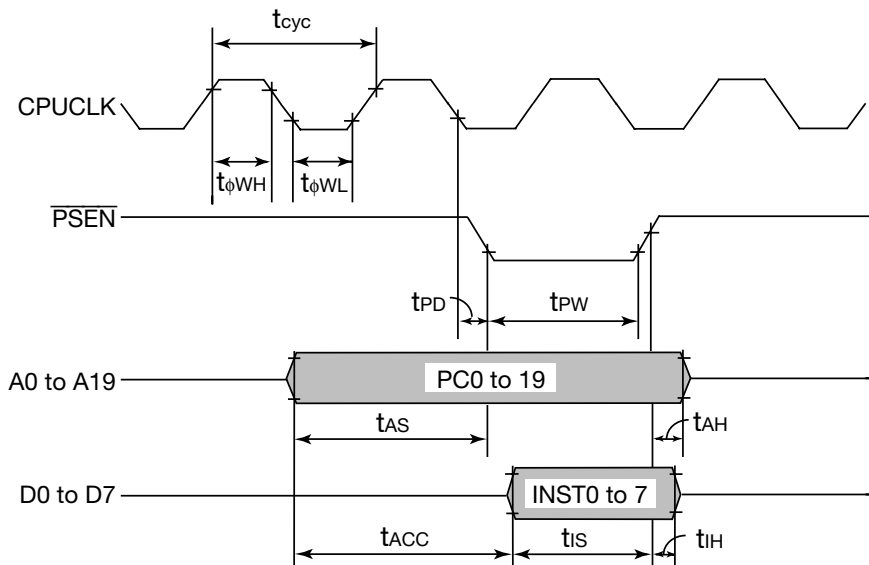 tcyc
CPUCLK
tϕWH tϕWL
PSEN
tPD tPW
A0 to A19 PC0 to 19
tAS tAH
D0 to D7 INST0 to 7
tACC tIS tIH